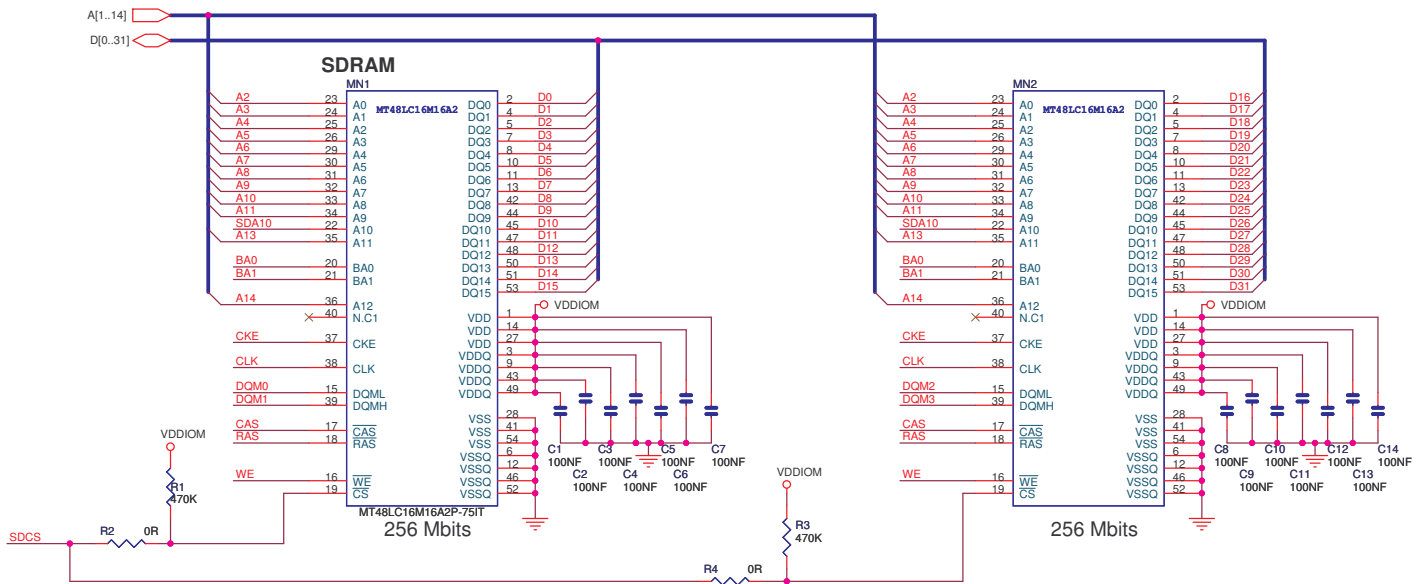 A[1..14]
D[0..31]
SDRAM
MN1
MT48LC16M16A2
A2 23 A0 DQ0 2 D0
A3 24 A1 DQ1 4 D1
A4 25 A2 DQ2 5 D2
A5 26 A3 DQ3 7 D3
A6 29 A4 DQ4 8 D4
A7 30 A5 DQ5 10 D5
A8 31 A6 DQ6 11 D6
A9 32 A7 DQ7 13 D7
A10 33 A8 DQ8 42 D8
A11 34 A9 DQ9 44 D9
SDA10 22 A10 DQ10 45 D10
A13 35 A11 DQ11 47 D11
DQ12 48 D12
BA0 20 BA0 DQ13 50 D13
BA1 21 BA1 DQ14 51 D14
DQ15 53 D15
A14 36 A12
VDDIOM
40 N.C1 VDD 1
VDD 14
CKE 37 CKE VDD 27
VDDQ 3
CLK 38 CLK VDDQ 9
VDDQ 43
DQM0 15 DQML VDDQ 49
DQM1 39 DQMH
VSS 28
CAS 17 CAS VSS 41
RAS 18 RAS VSS 54
VSSQ 6
VSSQ 12
WE 16 WE VSSQ 46
19 CS VSSQ 52
MT48LC16M16A2P-75IT
256 Mbits
C1 100NF
C2 100NF
C3 100NF
C4 100NF
C5 100NF
C6 100NF
C7 100NF
VDDIOM
R1
470K
SDCS
R2 0R
MN2
MT48LC16M16A2
A2 23 A0 DQ0 2 D16
A3 24 A1 DQ1 4 D17
A4 25 A2 DQ2 5 D18
A5 26 A3 DQ3 7 D19
A6 29 A4 DQ4 8 D20
A7 30 A5 DQ5 10 D21
A8 31 A6 DQ6 11 D22
A9 32 A7 DQ7 13 D23
A10 33 A8 DQ8 42 D24
A11 34 A9 DQ9 44 D25
SDA10 22 A10 DQ10 45 D26
A13 35 A11 DQ11 47 D27
DQ12 48 D28
BA0 20 BA0 DQ13 50 D29
BA1 21 BA1 DQ14 51 D30
DQ15 53 D31
A14 36 A12
VDDIOM
40 N.C1 VDD 1
VDD 14
CKE 37 CKE VDD 27
VDDQ 3
CLK 38 CLK VDDQ 9
VDDQ 43
DQM2 15 DQML VDDQ 49
DQM3 39 DQMH
VSS 28
CAS 17 CAS VSS 41
RAS 18 RAS VSS 54
VSSQ 6
VSSQ 12
WE 16 WE VSSQ 46
19 CS VSSQ 52
256 Mbits
C8 100NF
C9 100NF
C10 100NF
C11 100NF
C12 100NF
C13 100NF
C14 100NF
VDDIOM
R3
470K
R4 0R